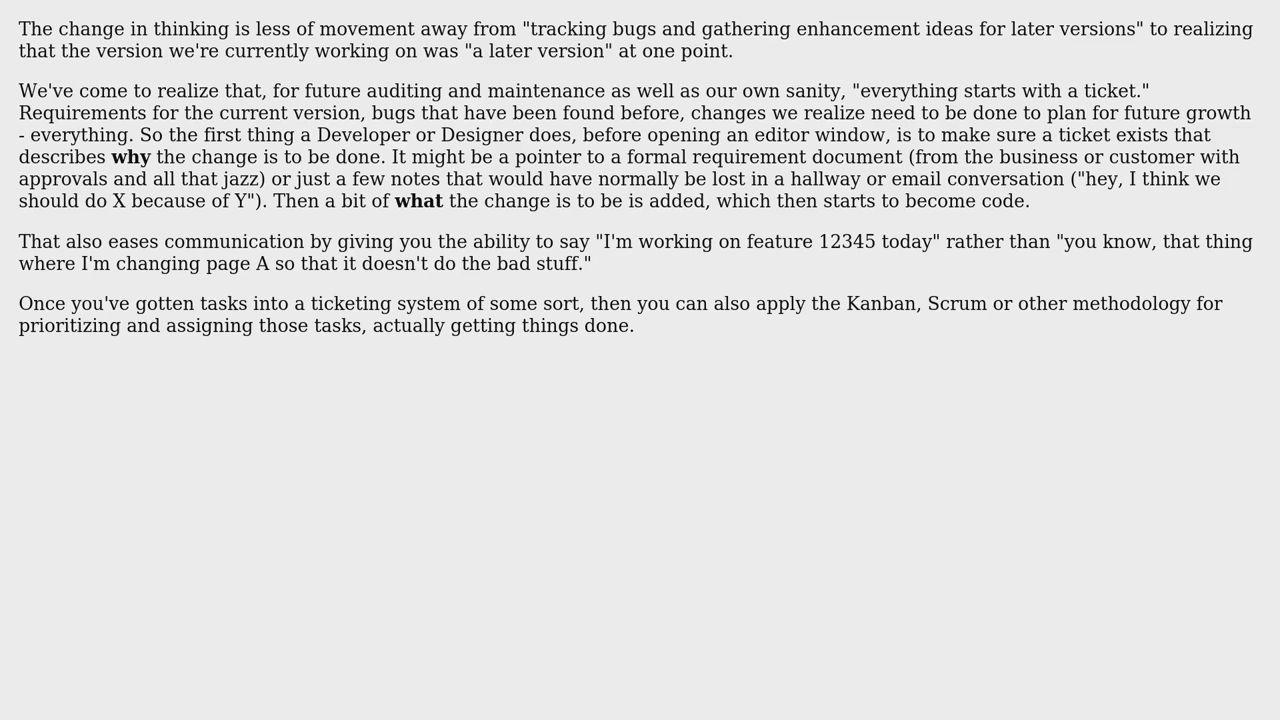 The change in thinking is less of movement away from "tracking bugs and gathering enhancement ideas for later versions" to realizing
that the version we're currently working on was "a later version" at one point.
We've come to realize that, for future auditing and maintenance as well as our own sanity, "everything starts with a ticket."
Requirements for the current version, bugs that have been found before, changes we realize need to be done to plan for future growth
- everything. So the first thing a Developer or Designer does, before opening an editor window, is to make sure a ticket exists that
describes why the change is to be done. It might be a pointer to a formal requirement document (from the business or customer with
approvals and all that jazz) or just a few notes that would have normally be lost in a hallway or email conversation ("hey, I think we
should do X because of Y"). Then a bit of what the change is to be is added, which then starts to become code.
That also eases communication by giving you the ability to say "I'm working on feature 12345 today" rather than "you know, that thing
where I'm changing page A so that it doesn't do the bad stuff."
Once you've gotten tasks into a ticketing system of some sort, then you can also apply the Kanban, Scrum or other methodology for
prioritizing and assigning those tasks, actually getting things done.